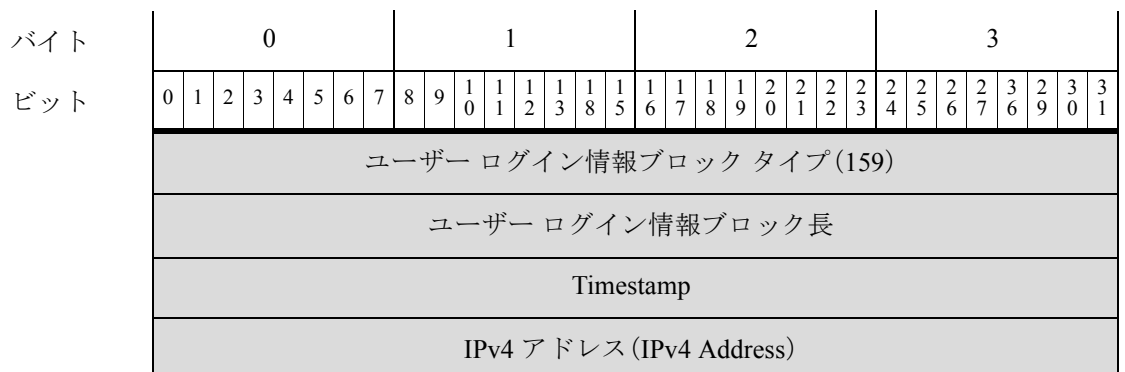 バイト 0 1 2 3
ビット 0 1 2 3 4 5 6 7 8 9 10 11 12 13 18 15 16 17 18 19 20 21 22 23 24 25 26 27 36 29 30 31
ユーザー ログイン情報ブロック タイプ(159)
ユーザー ログイン情報ブロック長
Timestamp
IPv4 アドレス(IPv4 Address)